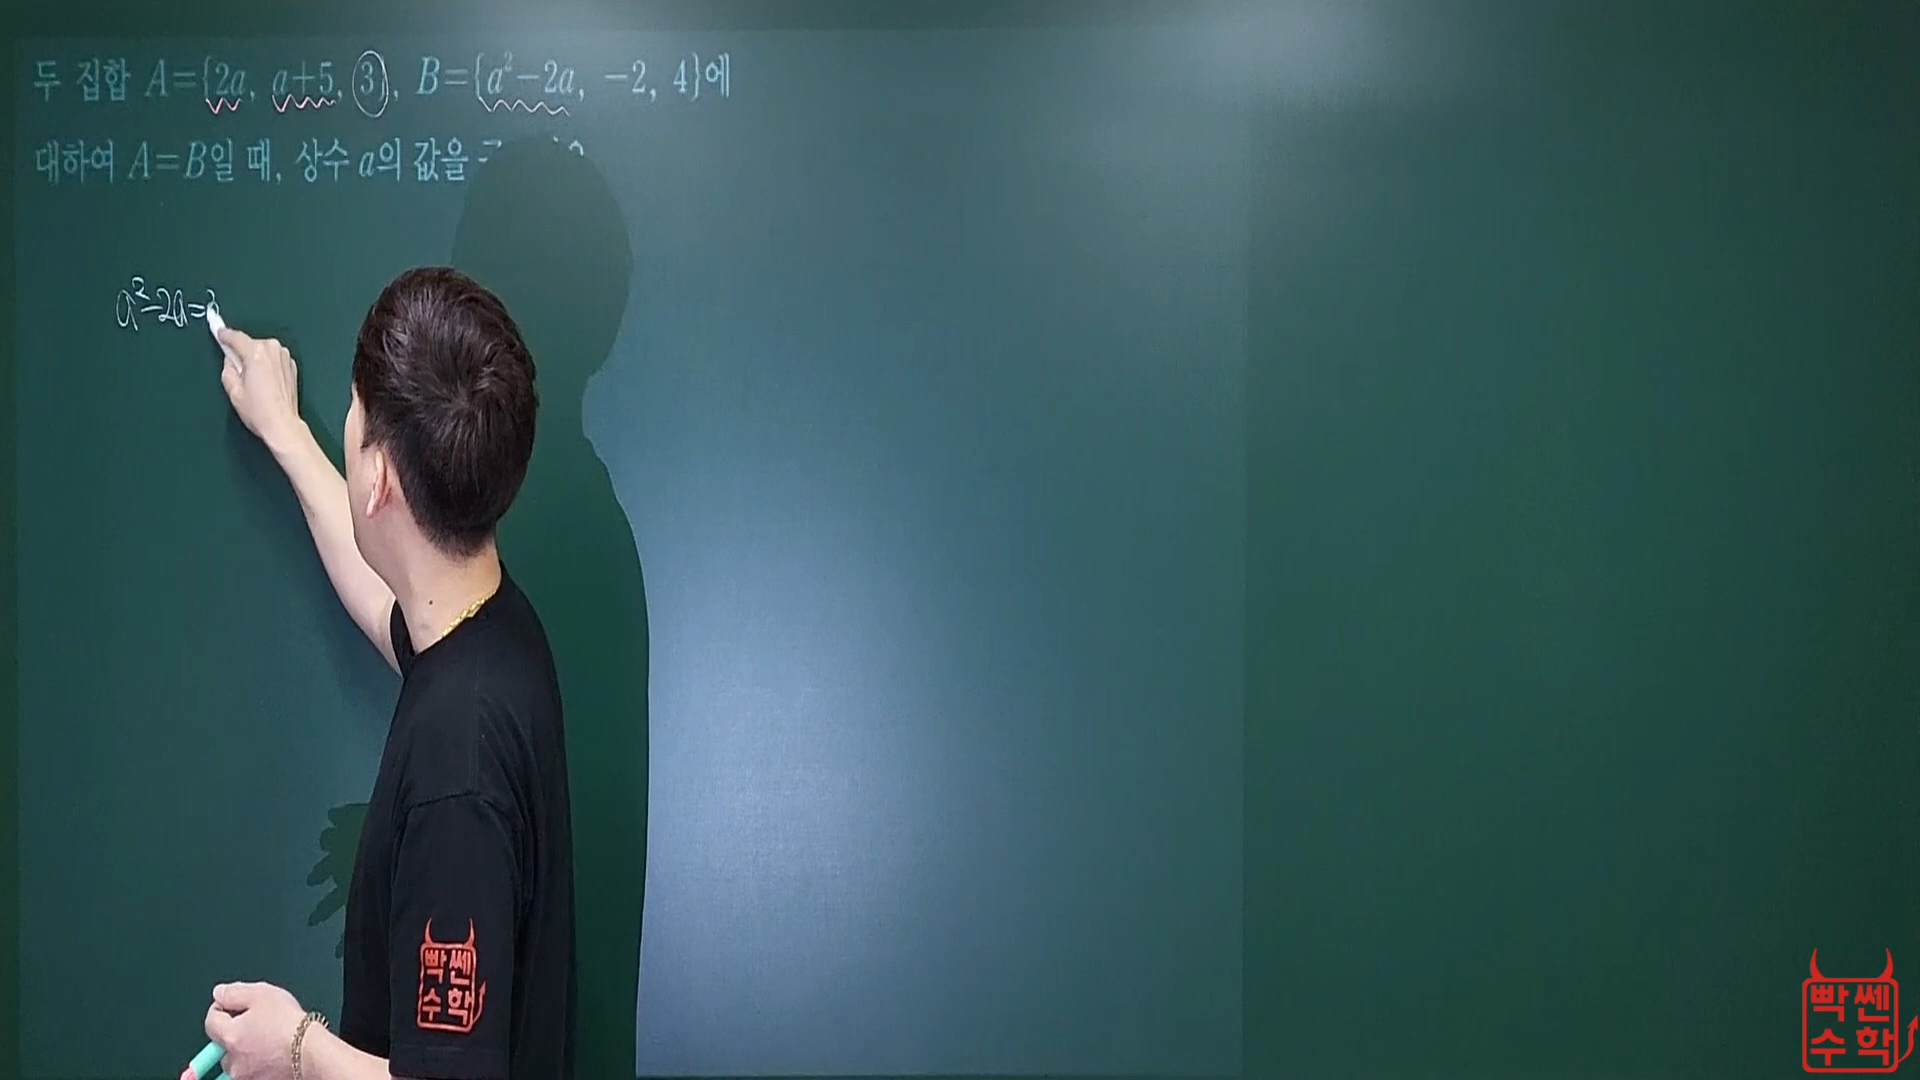 두 집합 A={2a, a+5, 3}, B={a²-2a, -2, 4}에
대하여 A=B일 때, 상수 a의 값을
a²-2a=3
빡쎈
수학
빡쎈
수학